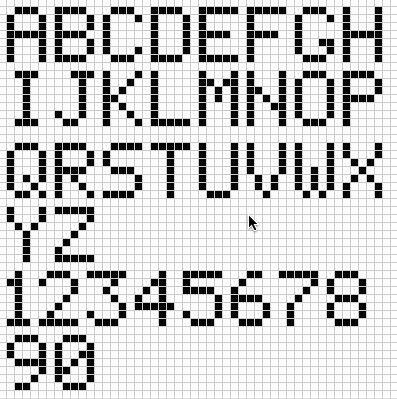 ABCDEFGH
IJKLMNOP
QRSTUVWX
YZ
12345678
90